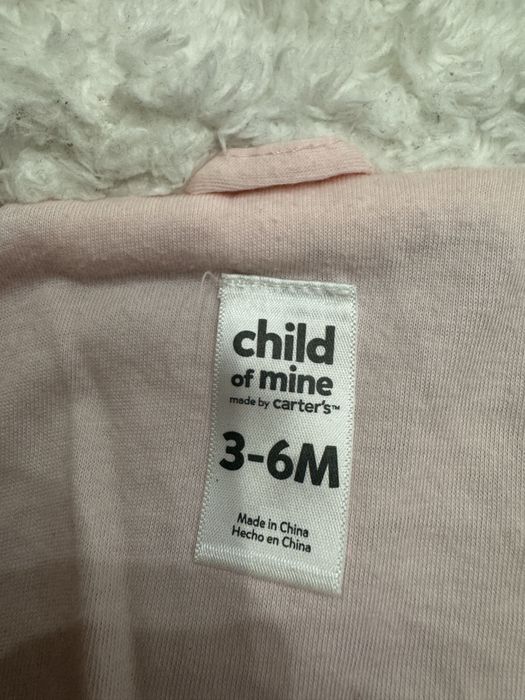 child
of mine
made by carter's™
3-6M
Made in China
Hecho en China